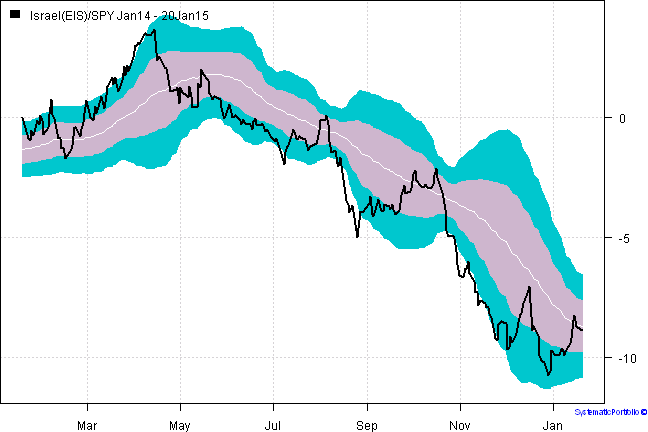 Israel(EIS)/SPY Jan14 - 20Jan15
0
-5
-10
Mar May Jul Sep Nov Jan
SystematicPortfolio ©